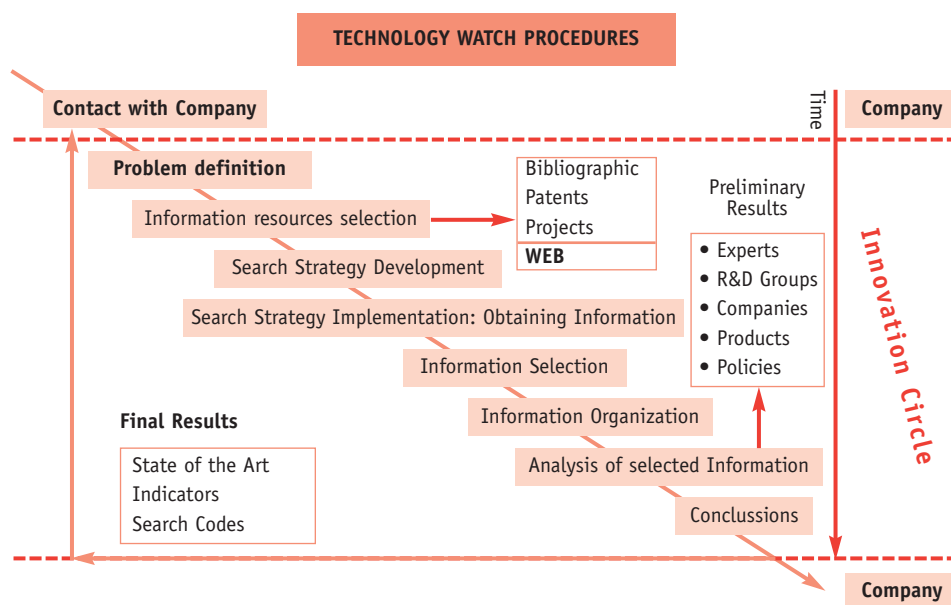 TECHNOLOGY WATCH PROCEDURES
Contact with Company
Time
Company
Problem definition
Information resources selection
Bibliographic
Patents
Projects
WEB
Preliminary
Results
Search Strategy Development
• Experts
• R&D Groups
• Companies
• Products
• Policies
Innovation Circle
Search Strategy Implementation: Obtaining Information
Information Selection
Information Organization
Final Results
State of the Art
Indicators
Search Codes
Analysis of selected Information
Conclussions
Company